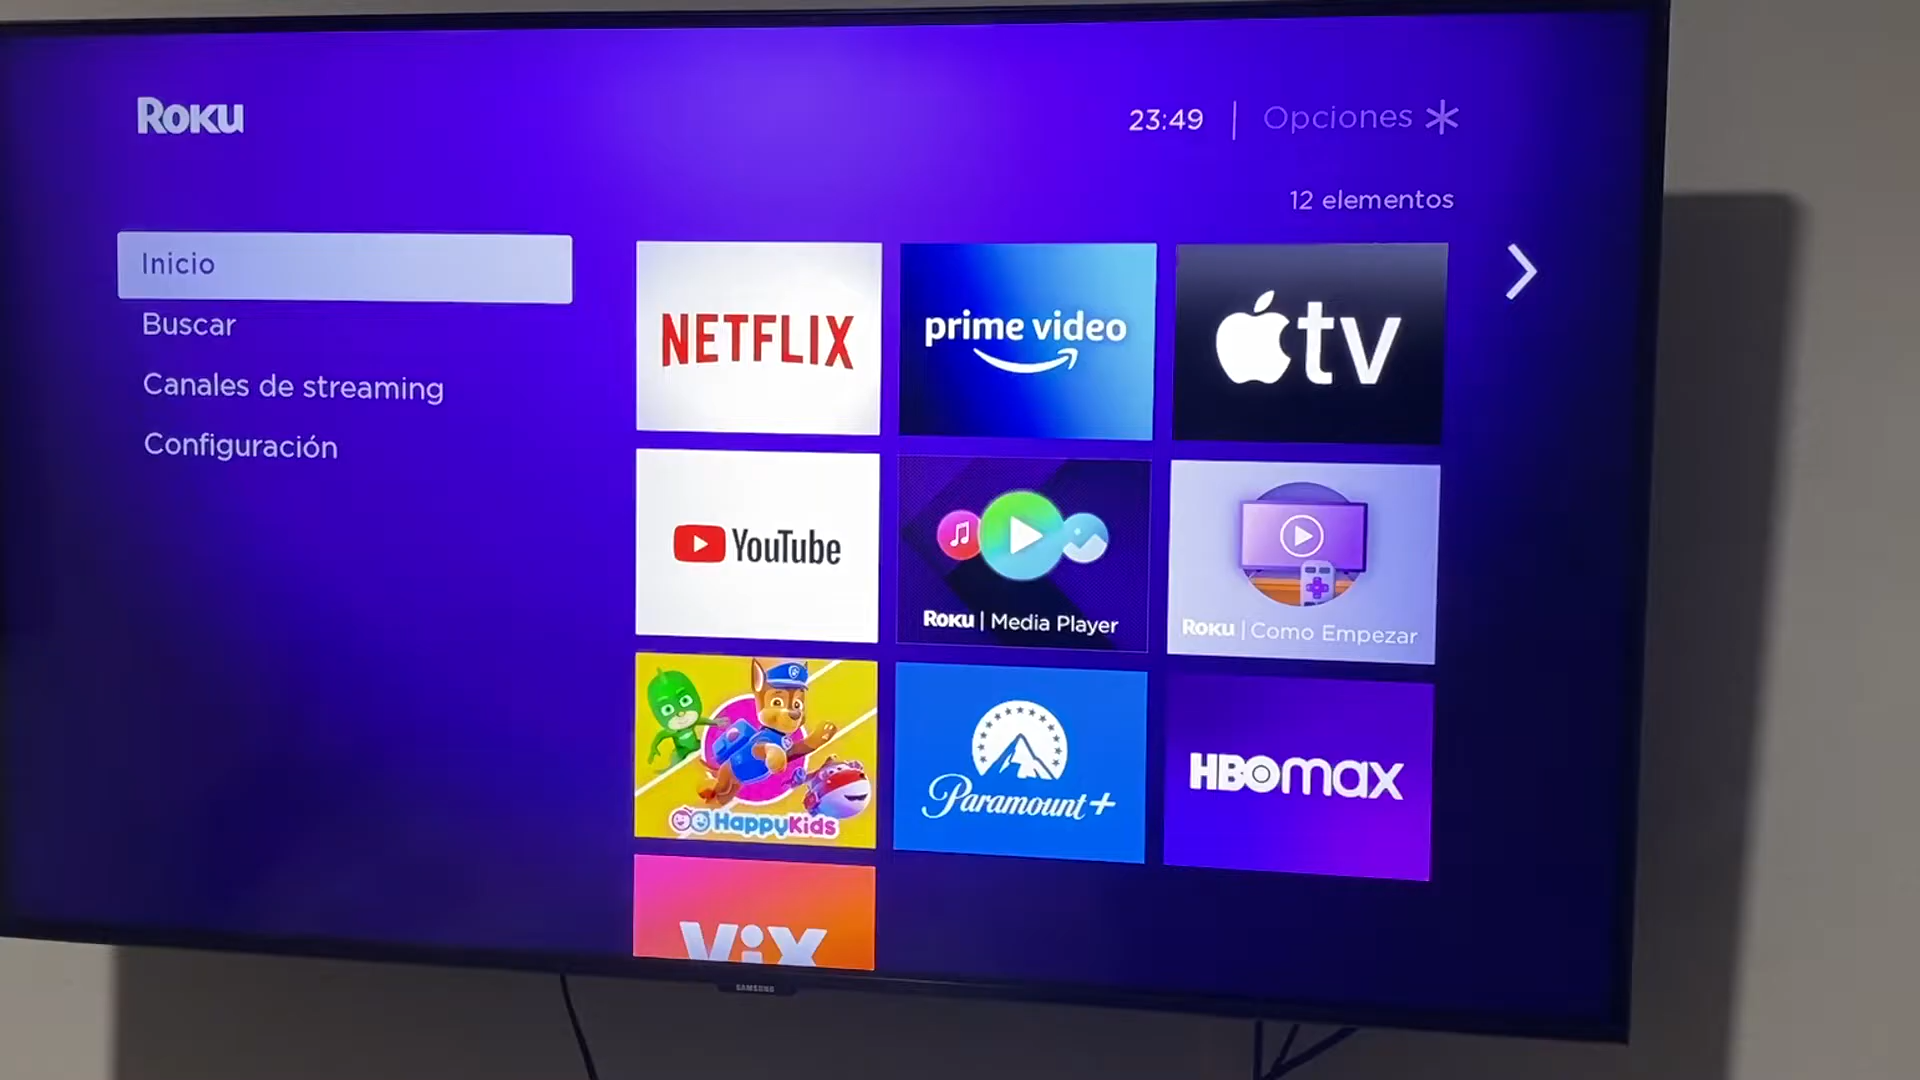 Roku
23:49 | Opciones
12 elementos
Inicio
Buscar
Canales de streaming
Configuración
NETFLIX
prime video
tv
YouTube
Roku | Media Player
Roku | Como Empezar
HappyKids
Paramount+
HBOmax
ViX
SAMSUNG